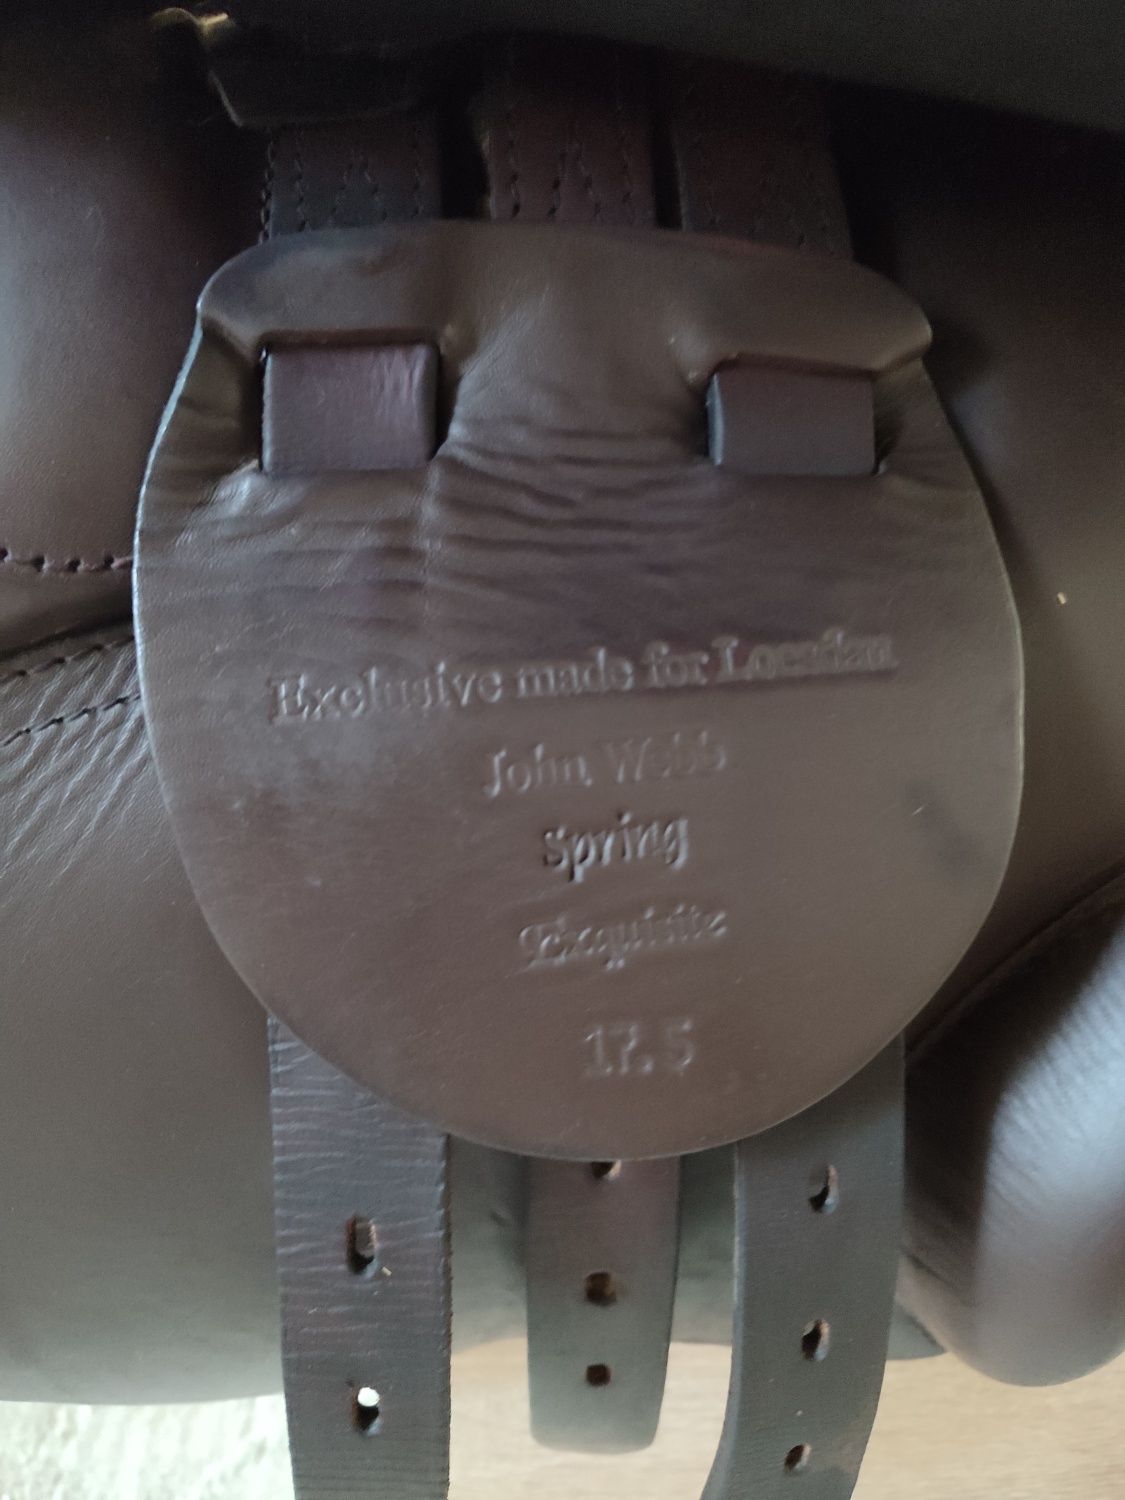 Exclusive made for Loesdau
John Webb
Spring
Exquisite
17.5